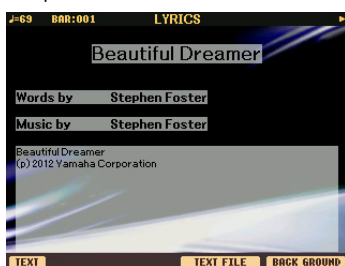 ♩=69 BAR:001 LYRICS
Beautiful Dreamer
Words by Stephen Foster
Music by Stephen Foster
Beautiful Dreamer
(p) 2012 Yamaha Corporation
TEXT TEXT FILE BACK GROUND